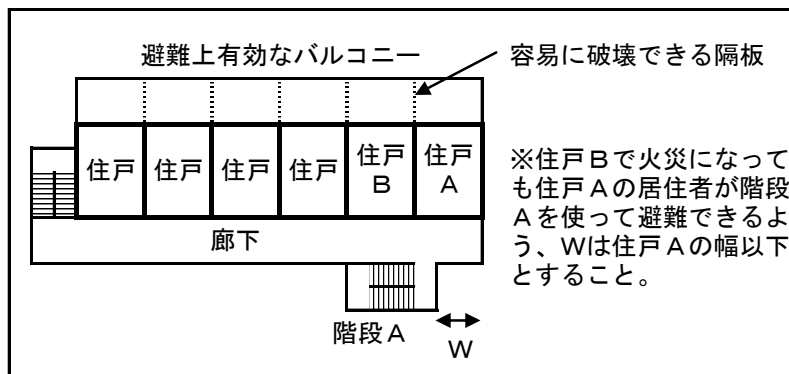 避難上有効なバルコニー
容易に破壊できる隔板
住戸
住戸
住戸
住戸
住戸
B
住戸
A
※住戸Bで火災になって
も住戸Aの居住者が階段
Aを使って避難できるよ
う、Wは住戸Aの幅以下
とすること。
廊下
階段A
W